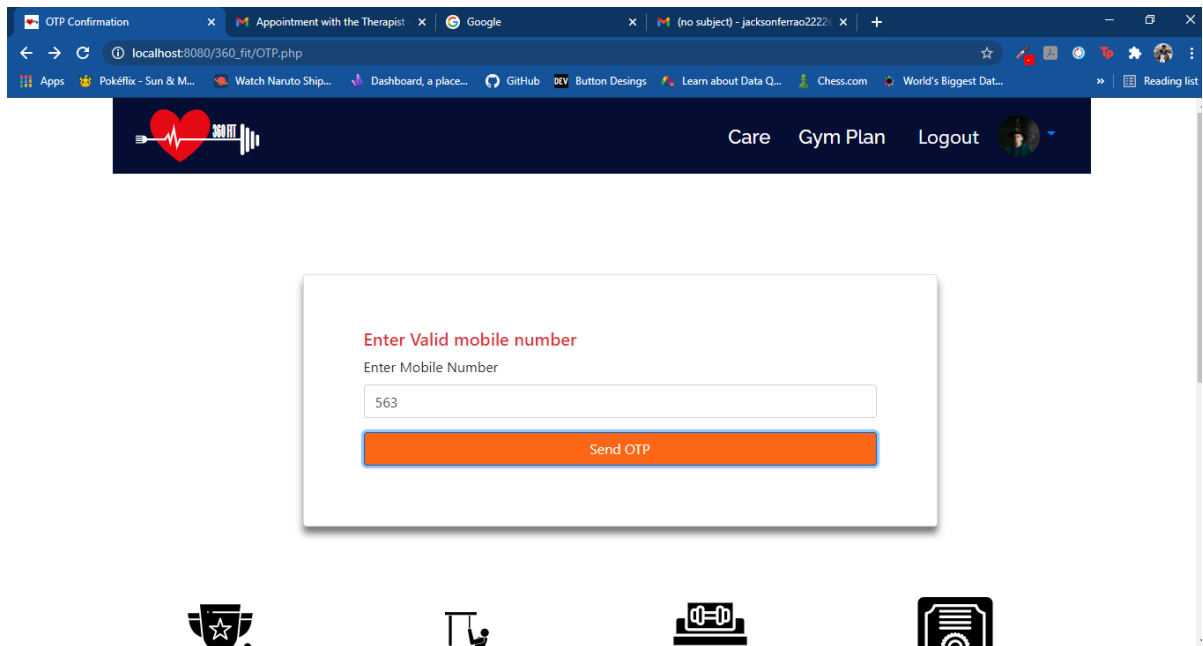 OTP Confirmation
Appointment with the Therapist -
Google
(no subject) - jacksonferrao2222@
localhost:8080/360_fit/OTP.php
Apps
Pokéflix - Sun & M...
Watch Naruto Ship...
Dashboard, a place...
GitHub
DEV
Button Desings
Learn about Data Q...
Chess.com
World's Biggest Dat...
»
Reading list
360 FIT
Care
Gym Plan
Logout
Enter Valid mobile number
Enter Mobile Number
563
Send OTP